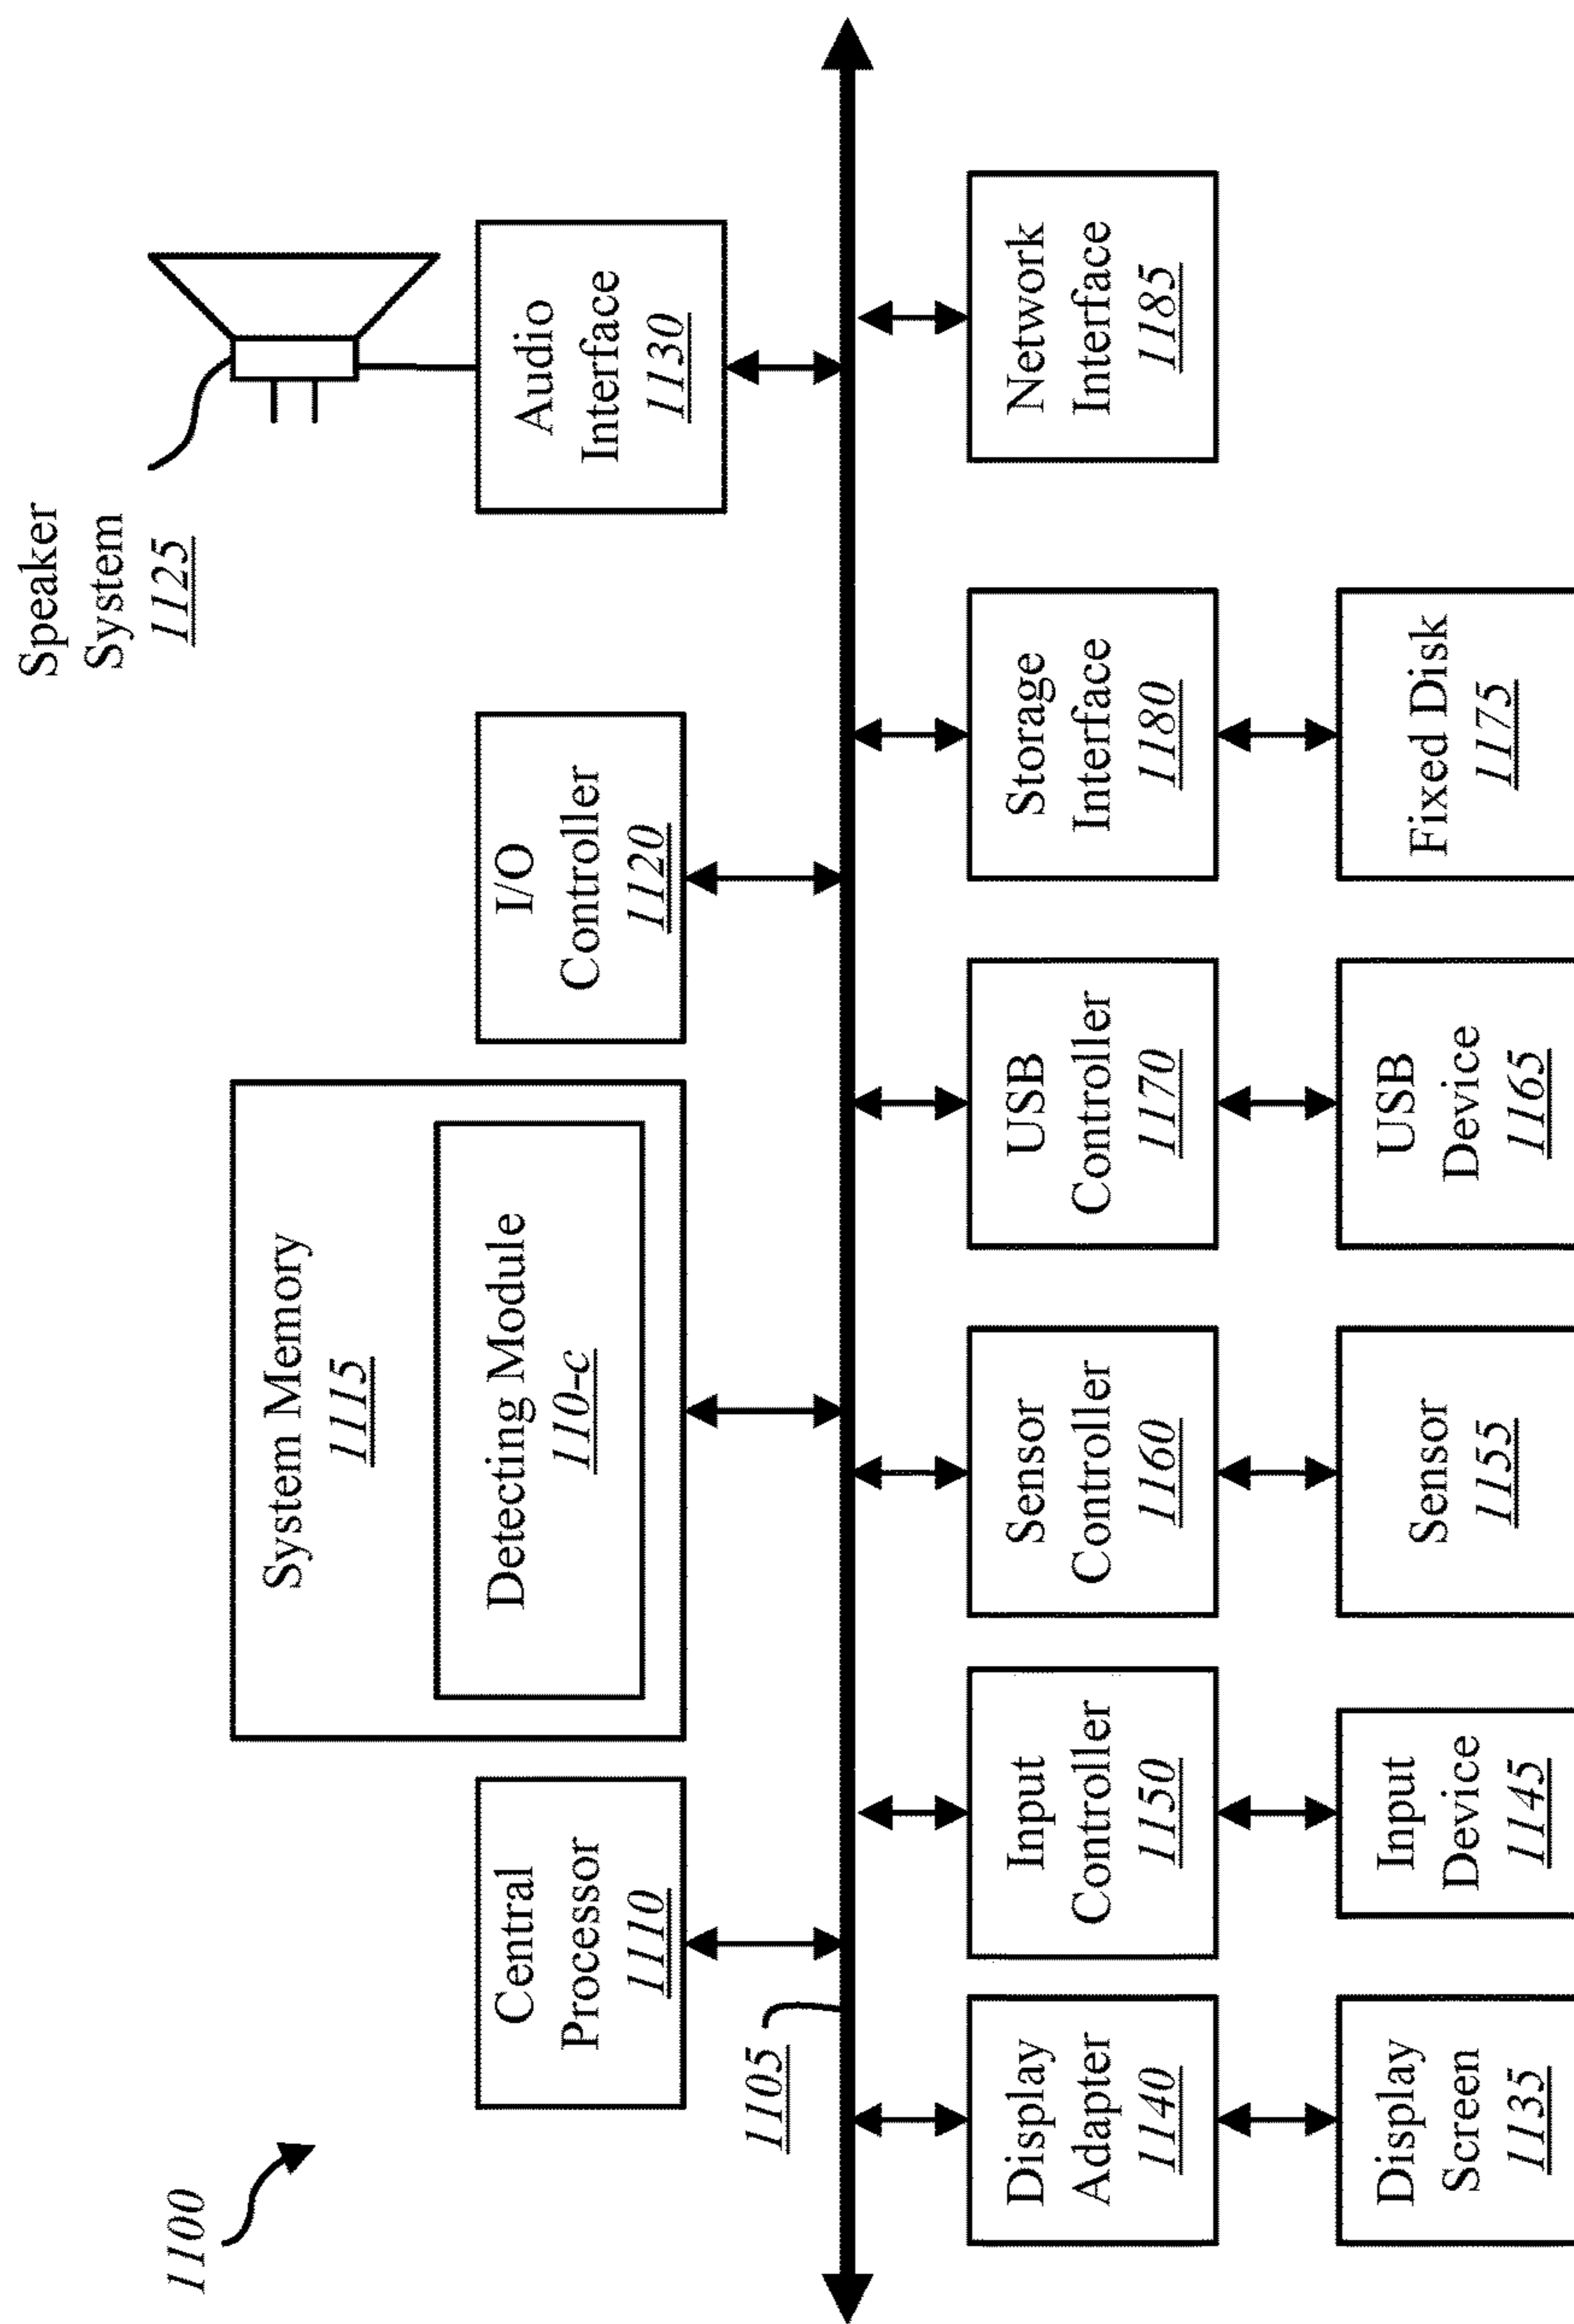 1100
Speaker
System
1125
Central
Processor
1110
System Memory
1115
Detecting Module
110-c
I/O
Controller
1120
Audio
Interface
1130
1105
Display
Adapter
1140
Input
Controller
1150
Sensor
Controller
1160
USB
Controller
1170
Storage
Interface
1180
Network
Interface
1185
Display
Screen
1135
Input
Device
1145
Sensor
1155
USB
Device
1165
Fixed Disk
1175